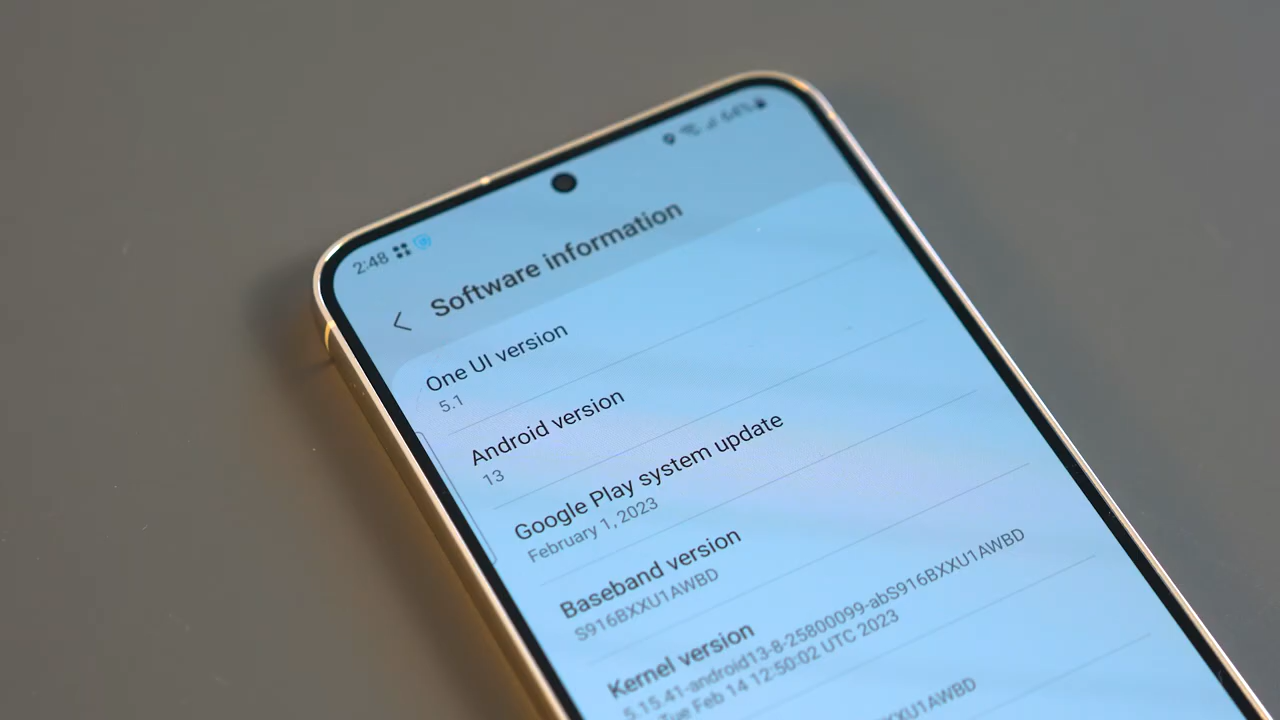 2:48
64%
Software information
One UI version
5.1
Android version
13
Google Play system update
February 1, 2023
Baseband version
S916BXXU1AWBD
Kernel version
5.15.41-android13-8-25800099-abS916BXXU1AWBD
Tue Feb 14 12:50:02 UTC 2023
XXU1AWBD